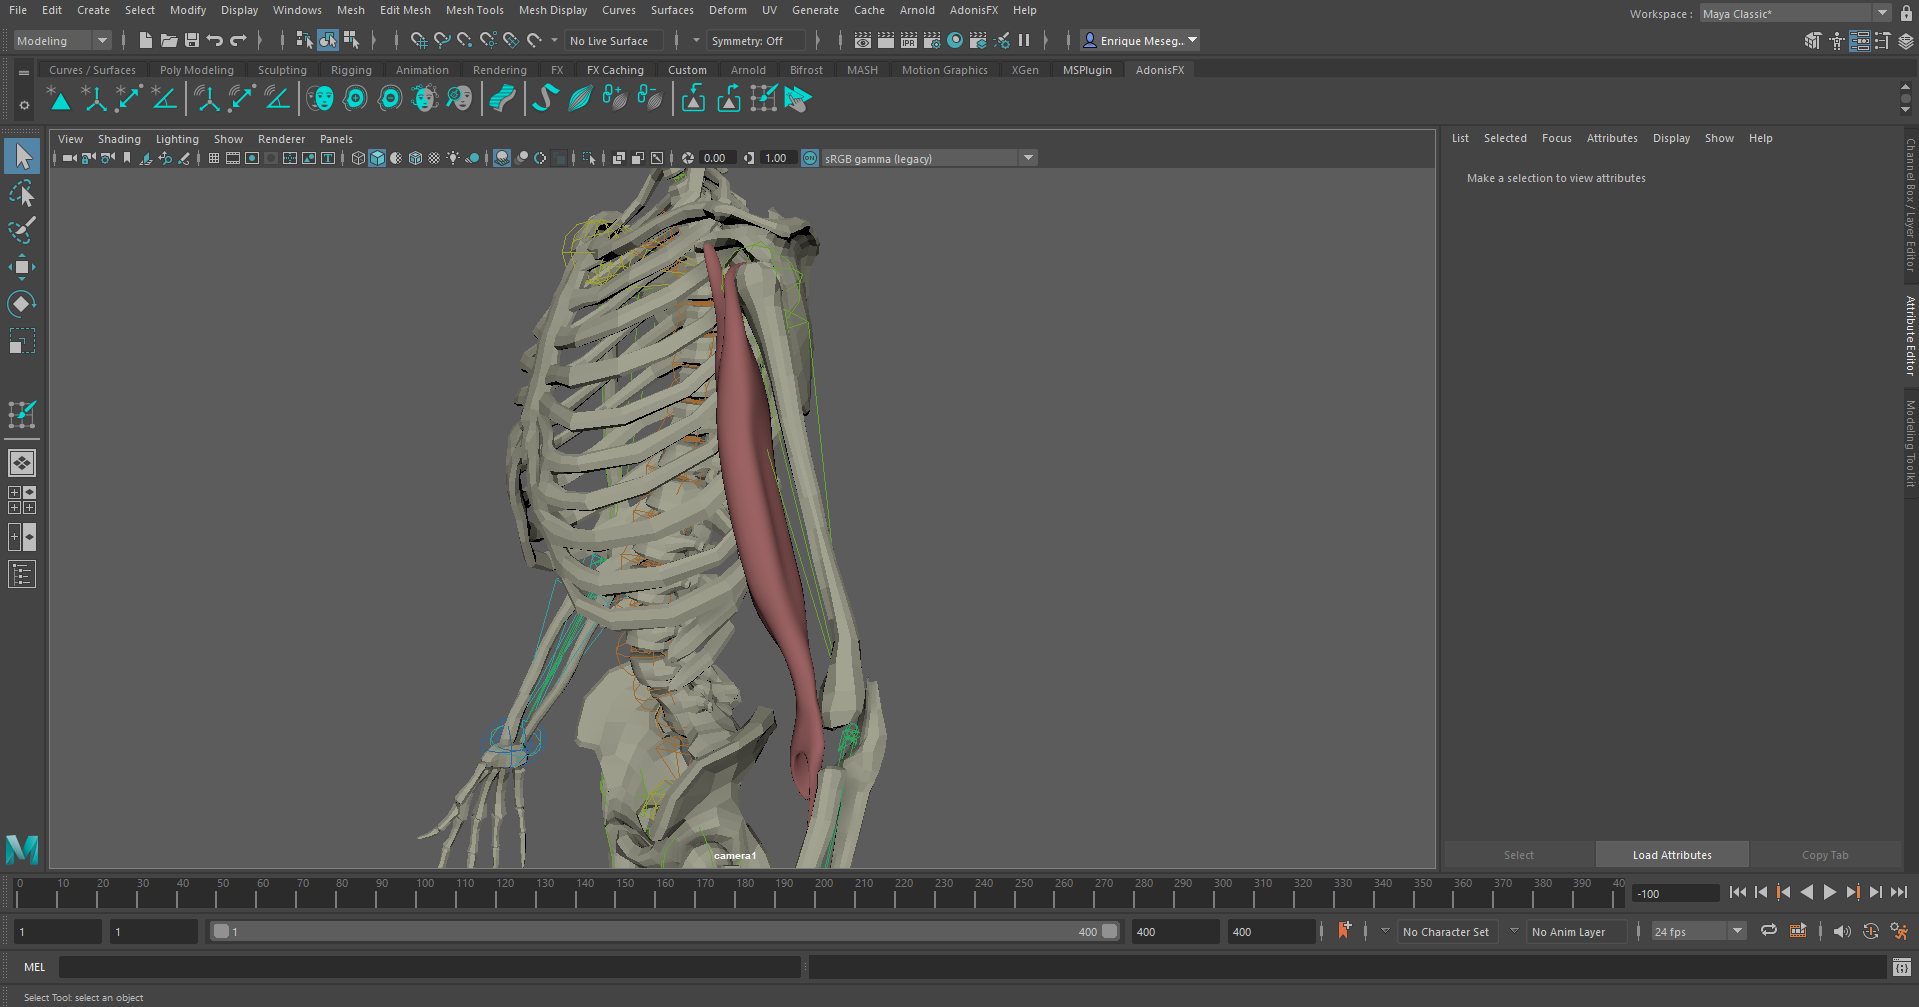 File Edit Create Select Modify Display Windows Mesh Edit Mesh Mesh Tools Mesh Display Curves Surfaces Deform UV Generate Cache Arnold AdonisFX Help
Workspace : Maya Classic*
Modeling No Live Surface Symmetry: Off IPR Enrique Meseg...
Curves / Surfaces Poly Modeling Sculpting Rigging Animation Rendering FX FX Caching Custom Arnold Bifrost MASH Motion Graphics XGen MSPlugin AdonisFX
View Shading Lighting Show Renderer Panels
0.00 1.00 ON sRGB gamma (legacy)
List Selected Focus Attributes Display Show Help
Make a selection to view attributes
Channel Box / Layer Editor
Attribute Editor
Modeling Toolkit
camera1
Select Load Attributes Copy Tab
M
0 10 20 30 40 50 60 70 80 90 100 110 120 130 140 150 160 170 180 190 200 210 220 230 240 250 260 270 280 290 300 310 320 330 340 350 360 370 380 390 40
-100
1 1 1 400 400 400 No Character Set No Anim Layer 24 fps
MEL
Select Tool: select an object